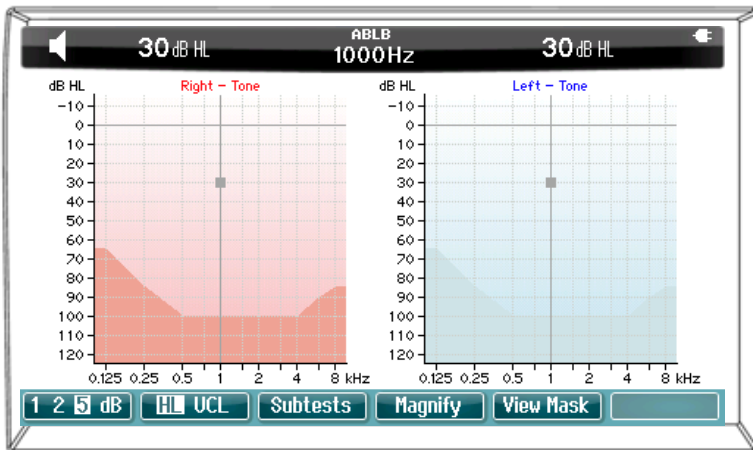 ABLB
30 dB HL 1000Hz 30 dB HL
dB HL Right - Tone dB HL Left - Tone
-10 -10
0 0
10 10
20 20
30 30
40 40
50 50
60 60
70 70
80 80
90 90
100 100
110 110
120 120
0.125 0.25 0.5 1 2 4 8 kHz 0.125 0.25 0.5 1 2 4 8 kHz
1 2 5 dB HL UCL Subtests Magnify View Mask